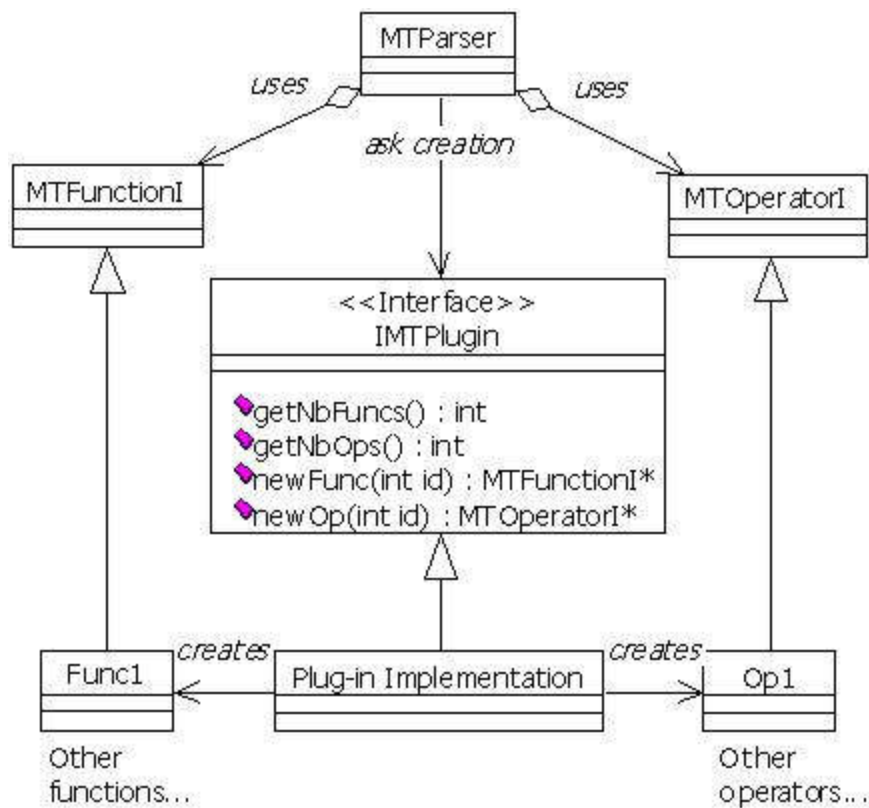 MTParser
uses
uses
ask creation
MTFunctionI
MTOperatorI
<<Interface>>
IMTPlugin
getNbFuncs() : int
getNbOps() : int
newFunc(int id) : MTFunctionI*
newOp(int id) : MTOperatorI*
creates
creates
Func1
Plug-in Implementation
Op1
Other
functions...
Other
operators...